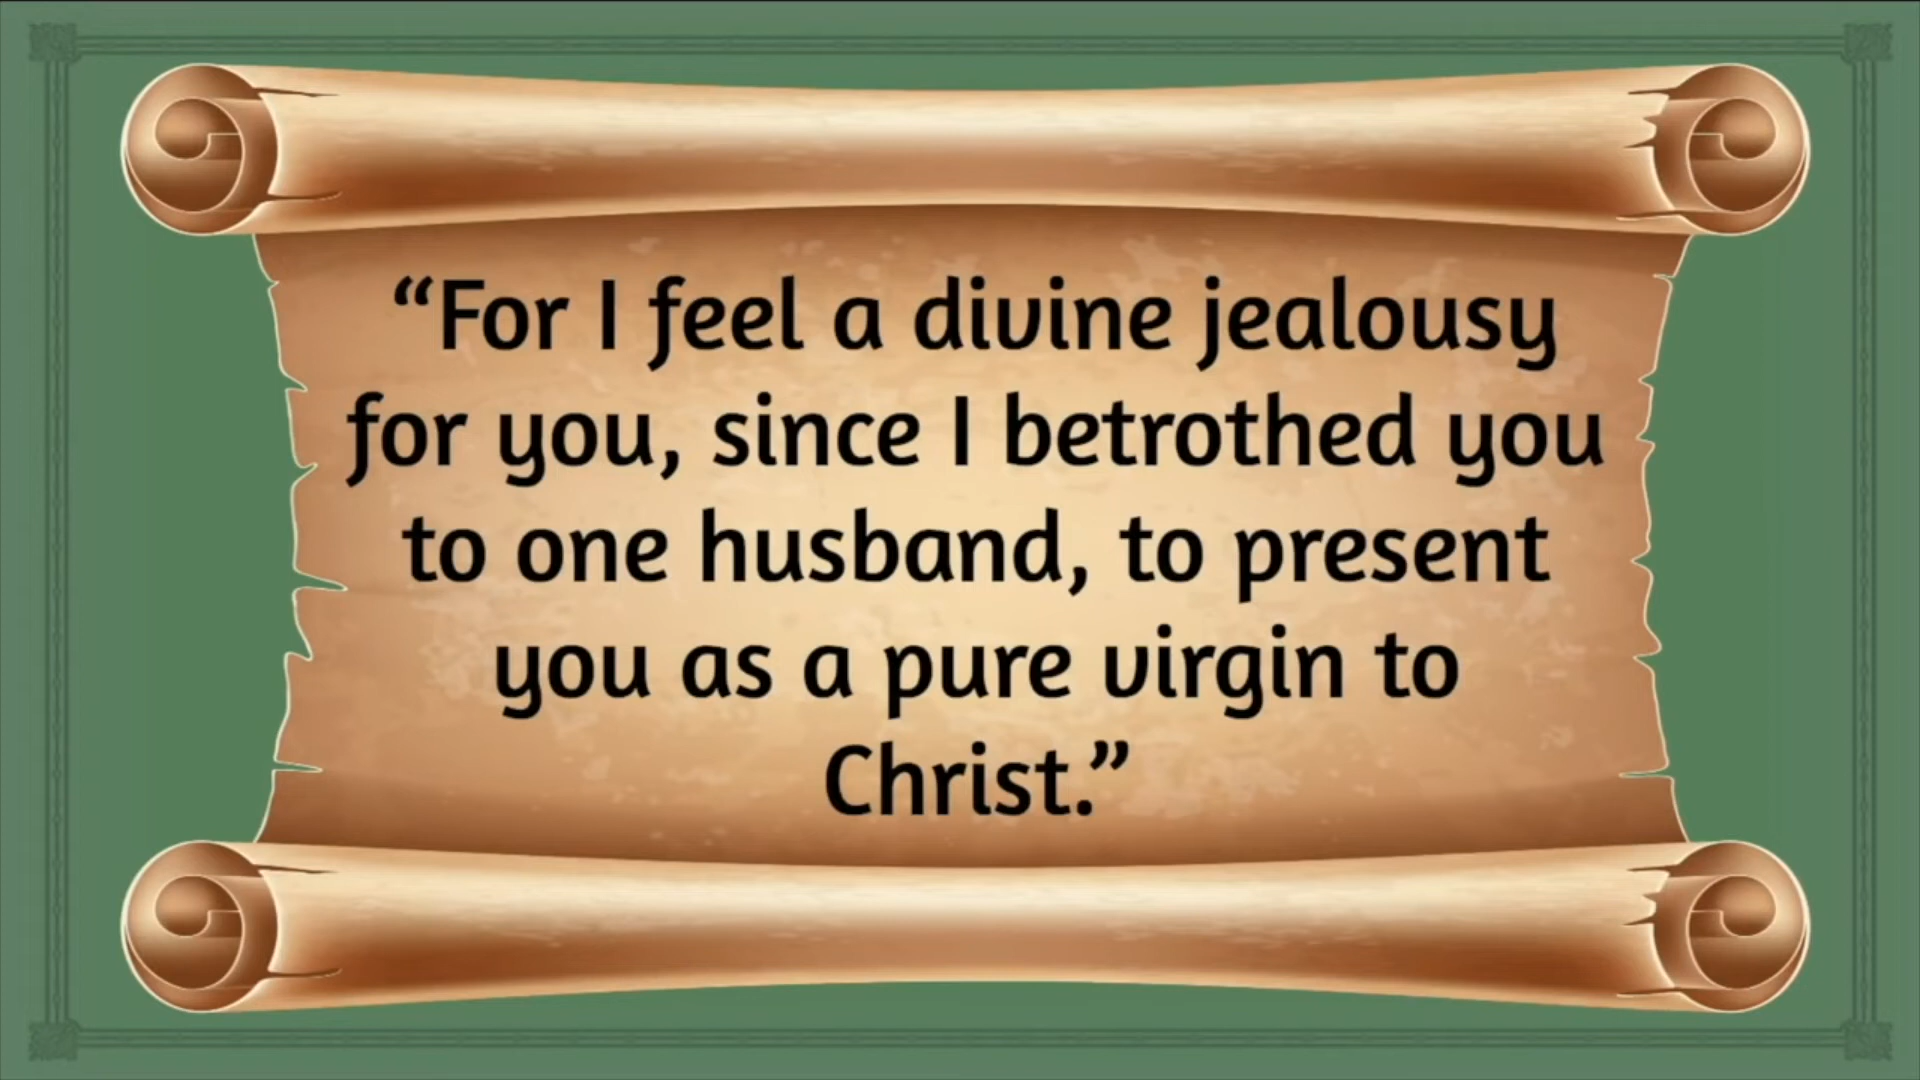 “For I feel a divine jealousy
for you, since I betrothed you
to one husband, to present
you as a pure virgin to
Christ.”